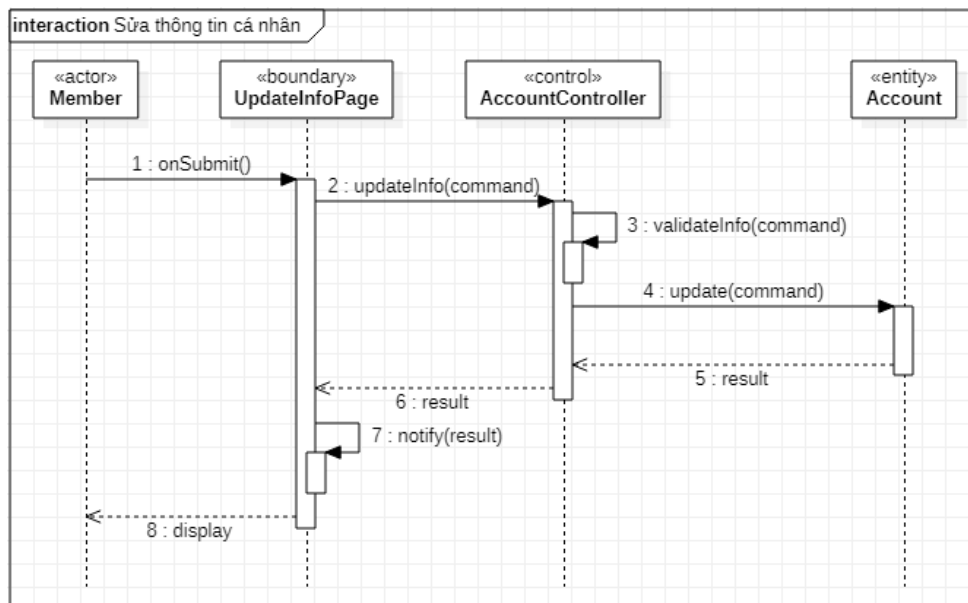 interaction Sửa thông tin cá nhân
«actor»
Member
«boundary»
UpdateInfoPage
«control»
AccountController
«entity»
Account
1 : onSubmit()
2 : updateInfo(command)
3 : validateInfo(command)
4 : update(command)
5 : result
6 : result
7 : notify(result)
8 : display